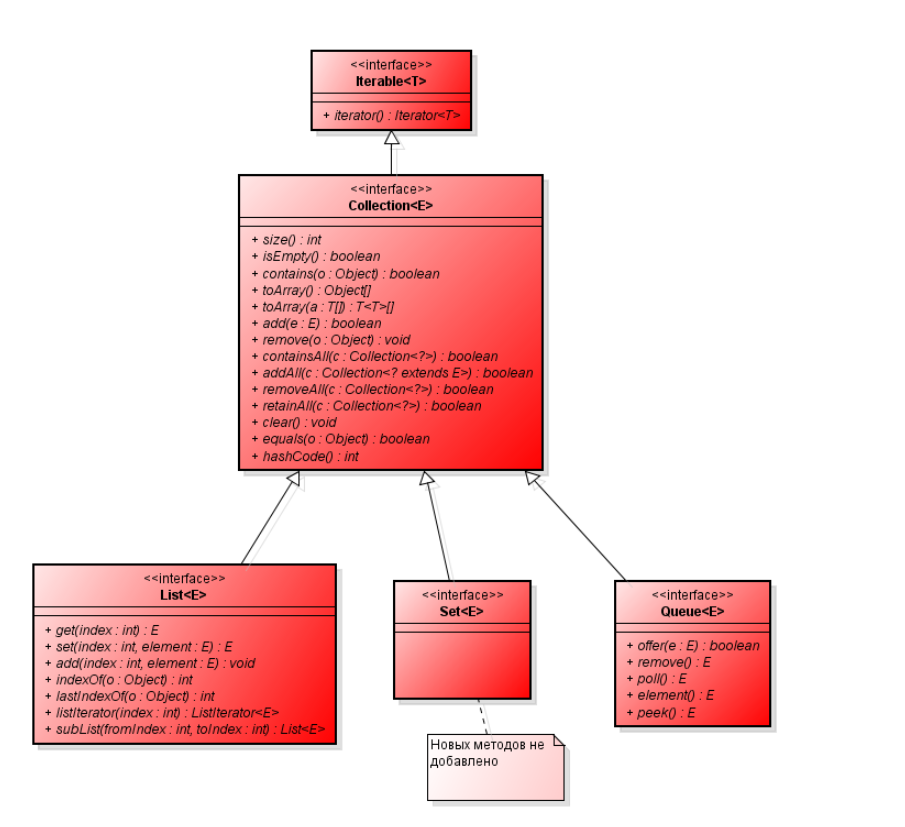 <<interface>>
Iterable<T>
+ iterator() : Iterator<T>
<<interface>>
Collection<E>
+ size() : int
+ isEmpty() : boolean
+ contains(o : Object) : boolean
+ toArray() : Object[]
+ toArray(a : T[]) : T<T>[]
+ add(e : E) : boolean
+ remove(o : Object) : void
+ containsAll(c : Collection<?>) : boolean
+ addAll(c : Collection<? extends E>) : boolean
+ removeAll(c : Collection<?>) : boolean
+ retainAll(c : Collection<?>) : boolean
+ clear() : void
+ equals(o : Object) : boolean
+ hashCode() : int
<<interface>>
List<E>
+ get(index : int) : E
+ set(index : int, element : E) : E
+ add(index : int, element : E) : void
+ indexOf(o : Object) : int
+ lastIndexOf(o : Object) : int
+ listIterator(index : int) : ListIterator<E>
+ subList(fromIndex : int, toIndex : int) : List<E>
<<interface>>
Set<E>
Новых методов не
добавлено
<<interface>>
Queue<E>
+ offer(e : E) : boolean
+ remove() : E
+ poll() : E
+ element() : E
+ peek() : E